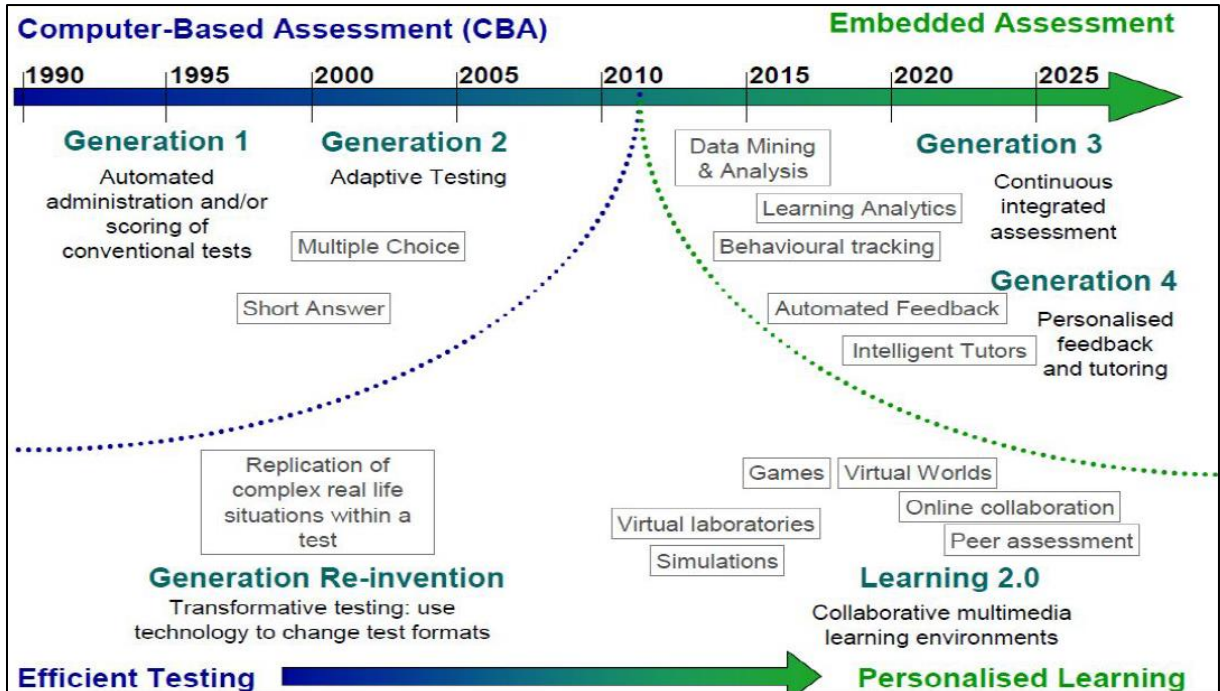 Computer-Based Assessment (CBA)
Embedded Assessment
1990 1995 2000 2005 2010 2015 2020 2025
Generation 1
Automated
administration and/or
scoring of
conventional tests
Generation 2
Adaptive Testing
Multiple Choice
Short Answer
Data Mining
& Analysis
Learning Analytics
Behavioural tracking
Generation 3
Continuous
integrated
assessment
Automated Feedback
Intelligent Tutors
Generation 4
Personalised
feedback
and tutoring
Replication of
complex real life
situations within a
test
Generation Re-invention
Transformative testing: use
technology to change test formats
Games
Virtual Worlds
Online collaboration
Virtual laboratories
Peer assessment
Simulations
Learning 2.0
Collaborative multimedia
learning environments
Efficient Testing
Personalised Learning